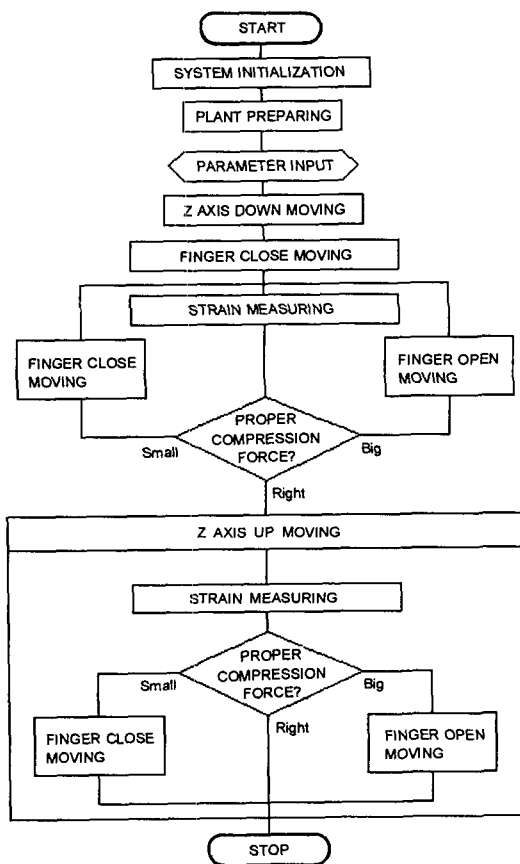 START
SYSTEM INITIALIZATION
PLANT PREPARING
PARAMETER INPUT
Z AXIS DOWN MOVING
FINGER CLOSE MOVING
STRAIN MEASURING
FINGER CLOSE
MOVING
FINGER OPEN
MOVING
PROPER
COMPRESSION
FORCE?
Small
Big
Right
Z AXIS UP MOVING
STRAIN MEASURING
PROPER
COMPRESSION
FORCE?
Small
Big
Right
FINGER CLOSE
MOVING
FINGER OPEN
MOVING
STOP